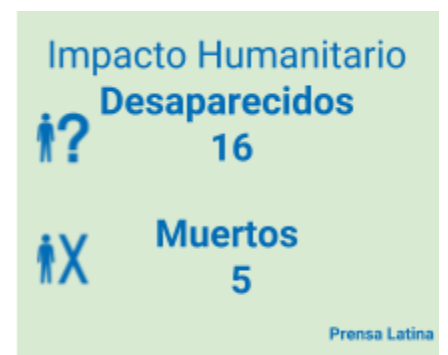 Impacto Humanitario
Desaparecidos
16
Muertos
5
Prensa Latina